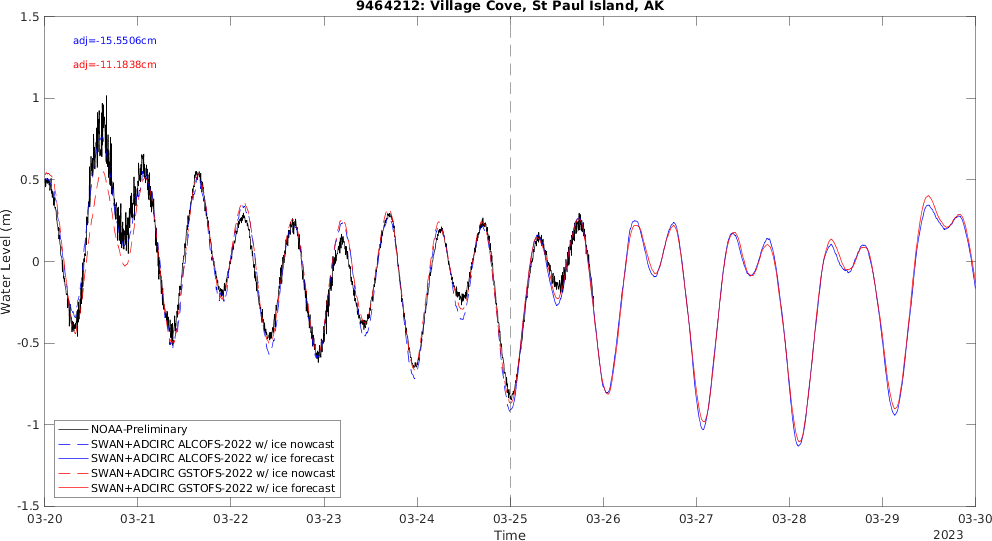 9464212: Village Cove, St Paul Island, AK
1.5
adj=-15.5506cm
adj=-11.1838cm
1
0.5
0
-0.5
-1
-1.5
Water Level (m)
NOAA-Preliminary
SWAN+ADCIRC ALCOFS-2022 w/ ice nowcast
SWAN+ADCIRC ALCOFS-2022 w/ ice forecast
SWAN+ADCIRC GSTOFS-2022 w/ ice nowcast
SWAN+ADCIRC GSTOFS-2022 w/ ice forecast
03-20 03-21 03-22 03-23 03-24 03-25 03-26 03-27 03-28 03-29 03-30
Time
2023